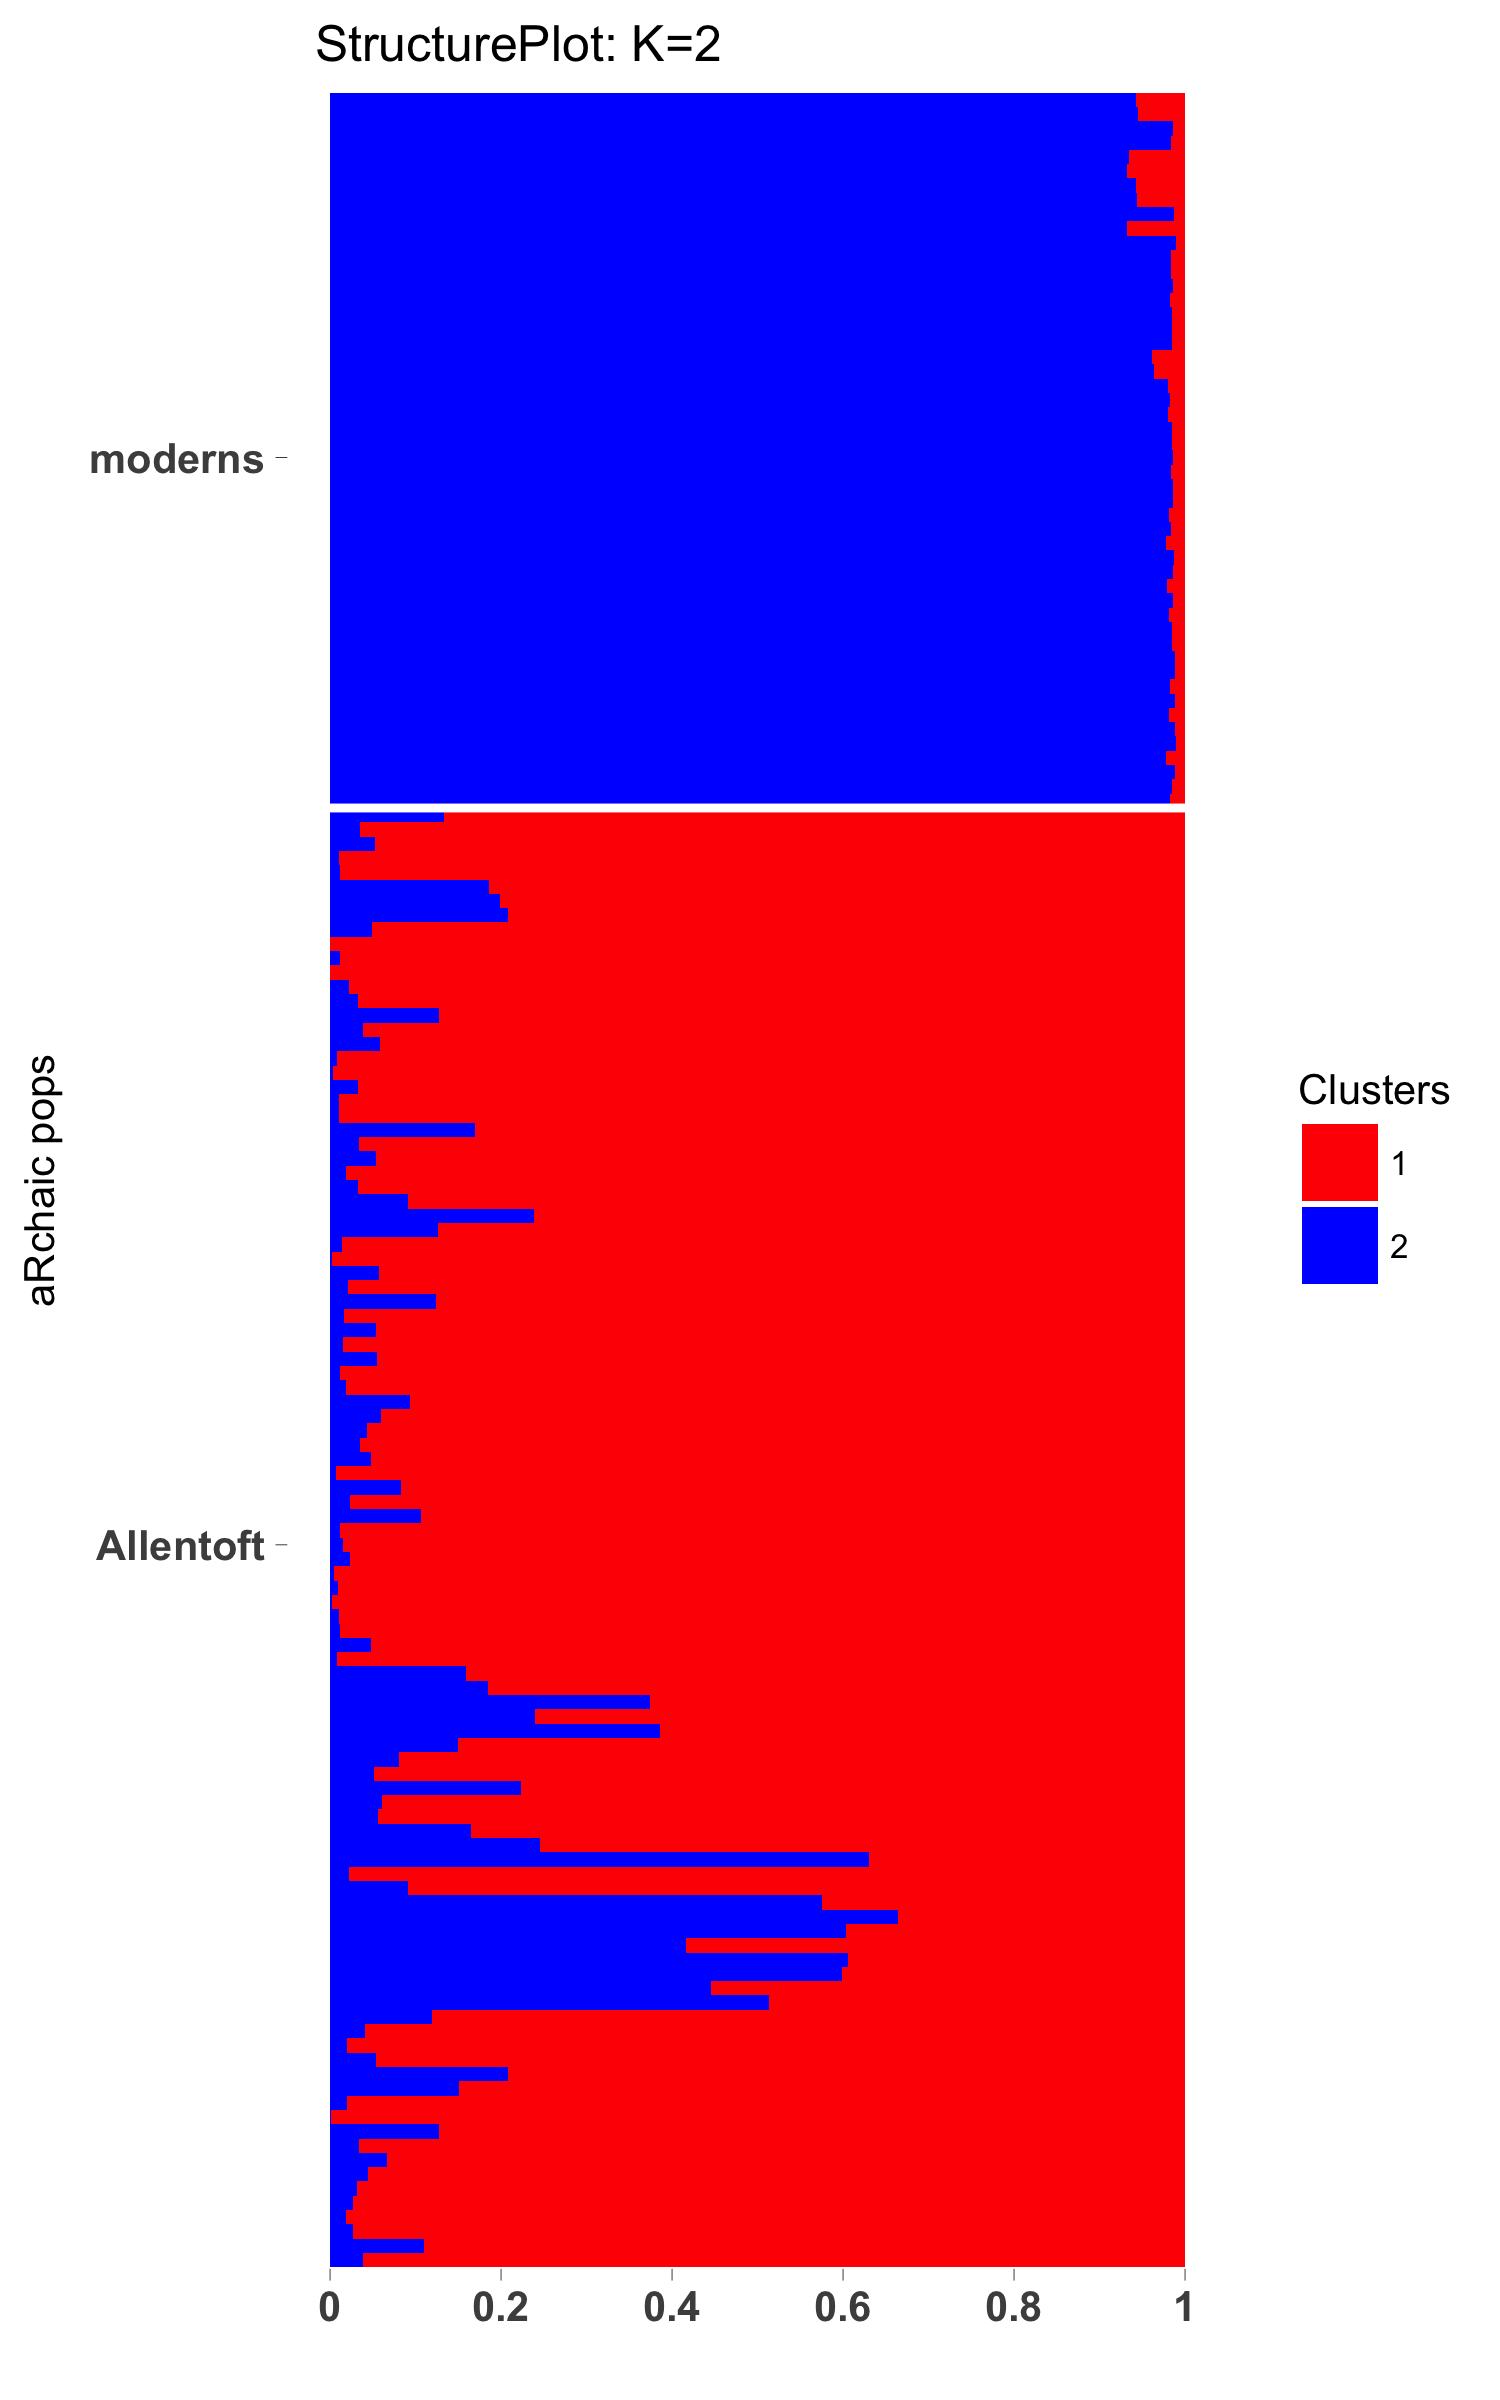 StructurePlot: K=2
moderns
aRchaic pops
Allentoft
Clusters
1
2
0 0.2 0.4 0.6 0.8 1